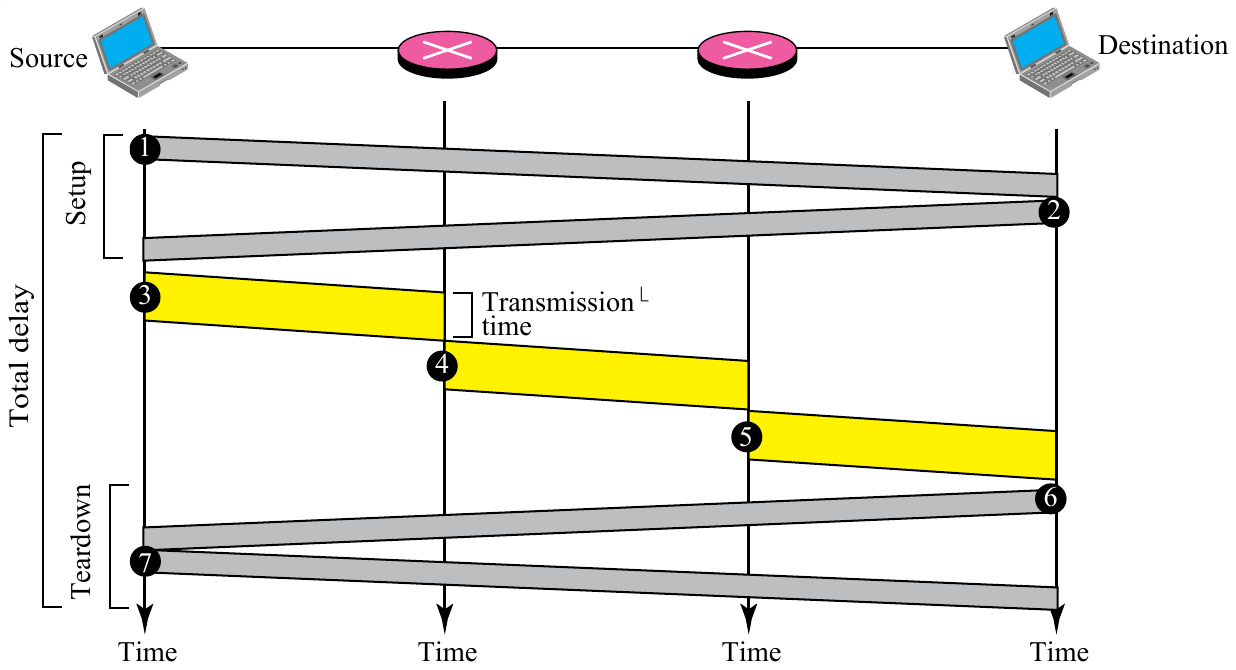 Source
Destination
1
Setup
2
3
Transmission└
time
Total delay
4
5
6
Teardown
7
Time
Time
Time
Time